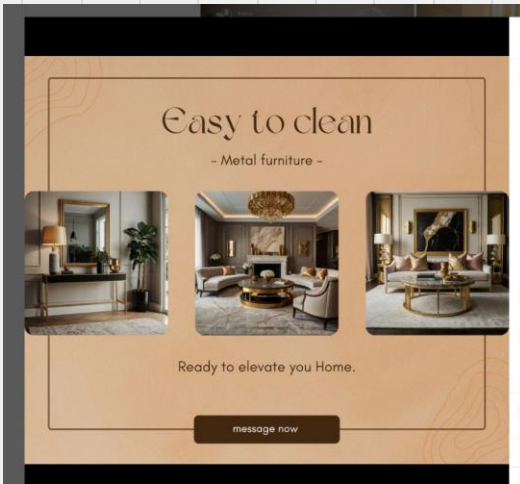 Easy to clean
- Metal furniture -
Ready to elevate you Home.
message now